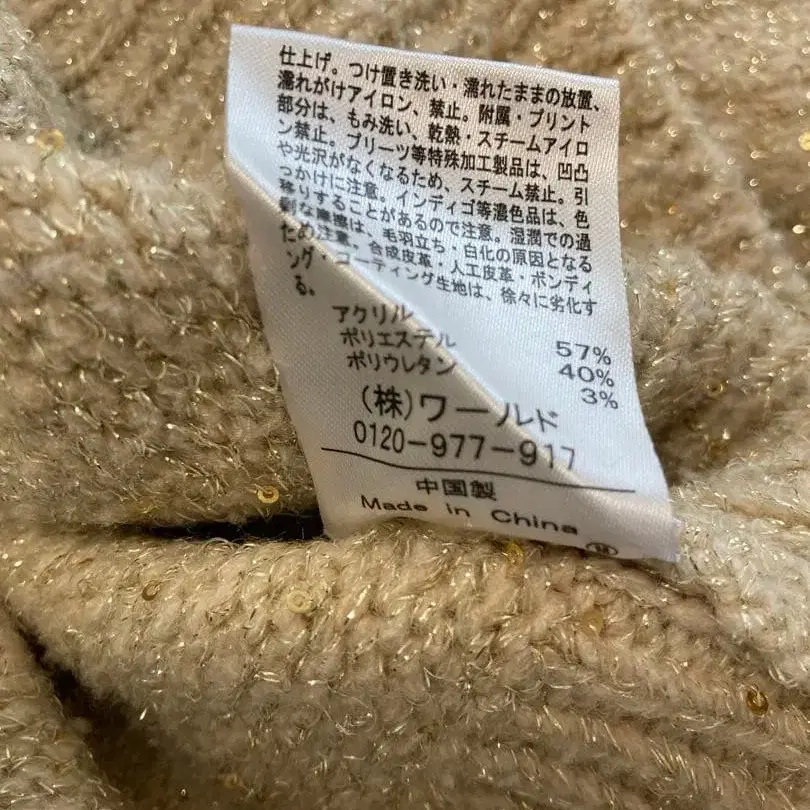 仕上げ。つけ置き洗い・濡れたままの放置、
濡れがけアイロン、禁止。附属・プリント
部分は、もみ洗い、乾熱・スチームアイロ
ン禁止。プリーツ等特殊加工製品は、凹凸
や光沢がなくなるため、スチーム禁止。引
っかけに注意。インディゴ等濃色品は、色
移りすることがあるので注意。湿潤での過
剰な摩擦は、毛羽立ち・白化の原因となる
ため注意。合成皮革・人工皮革・ボンディ
ング・コーティング生地は、徐々に劣化す
る。
アクリル 57%
ポリエステル 40%
ポリウレタン 3%
(株)ワールド
0120-977-917
中国製
Made in China